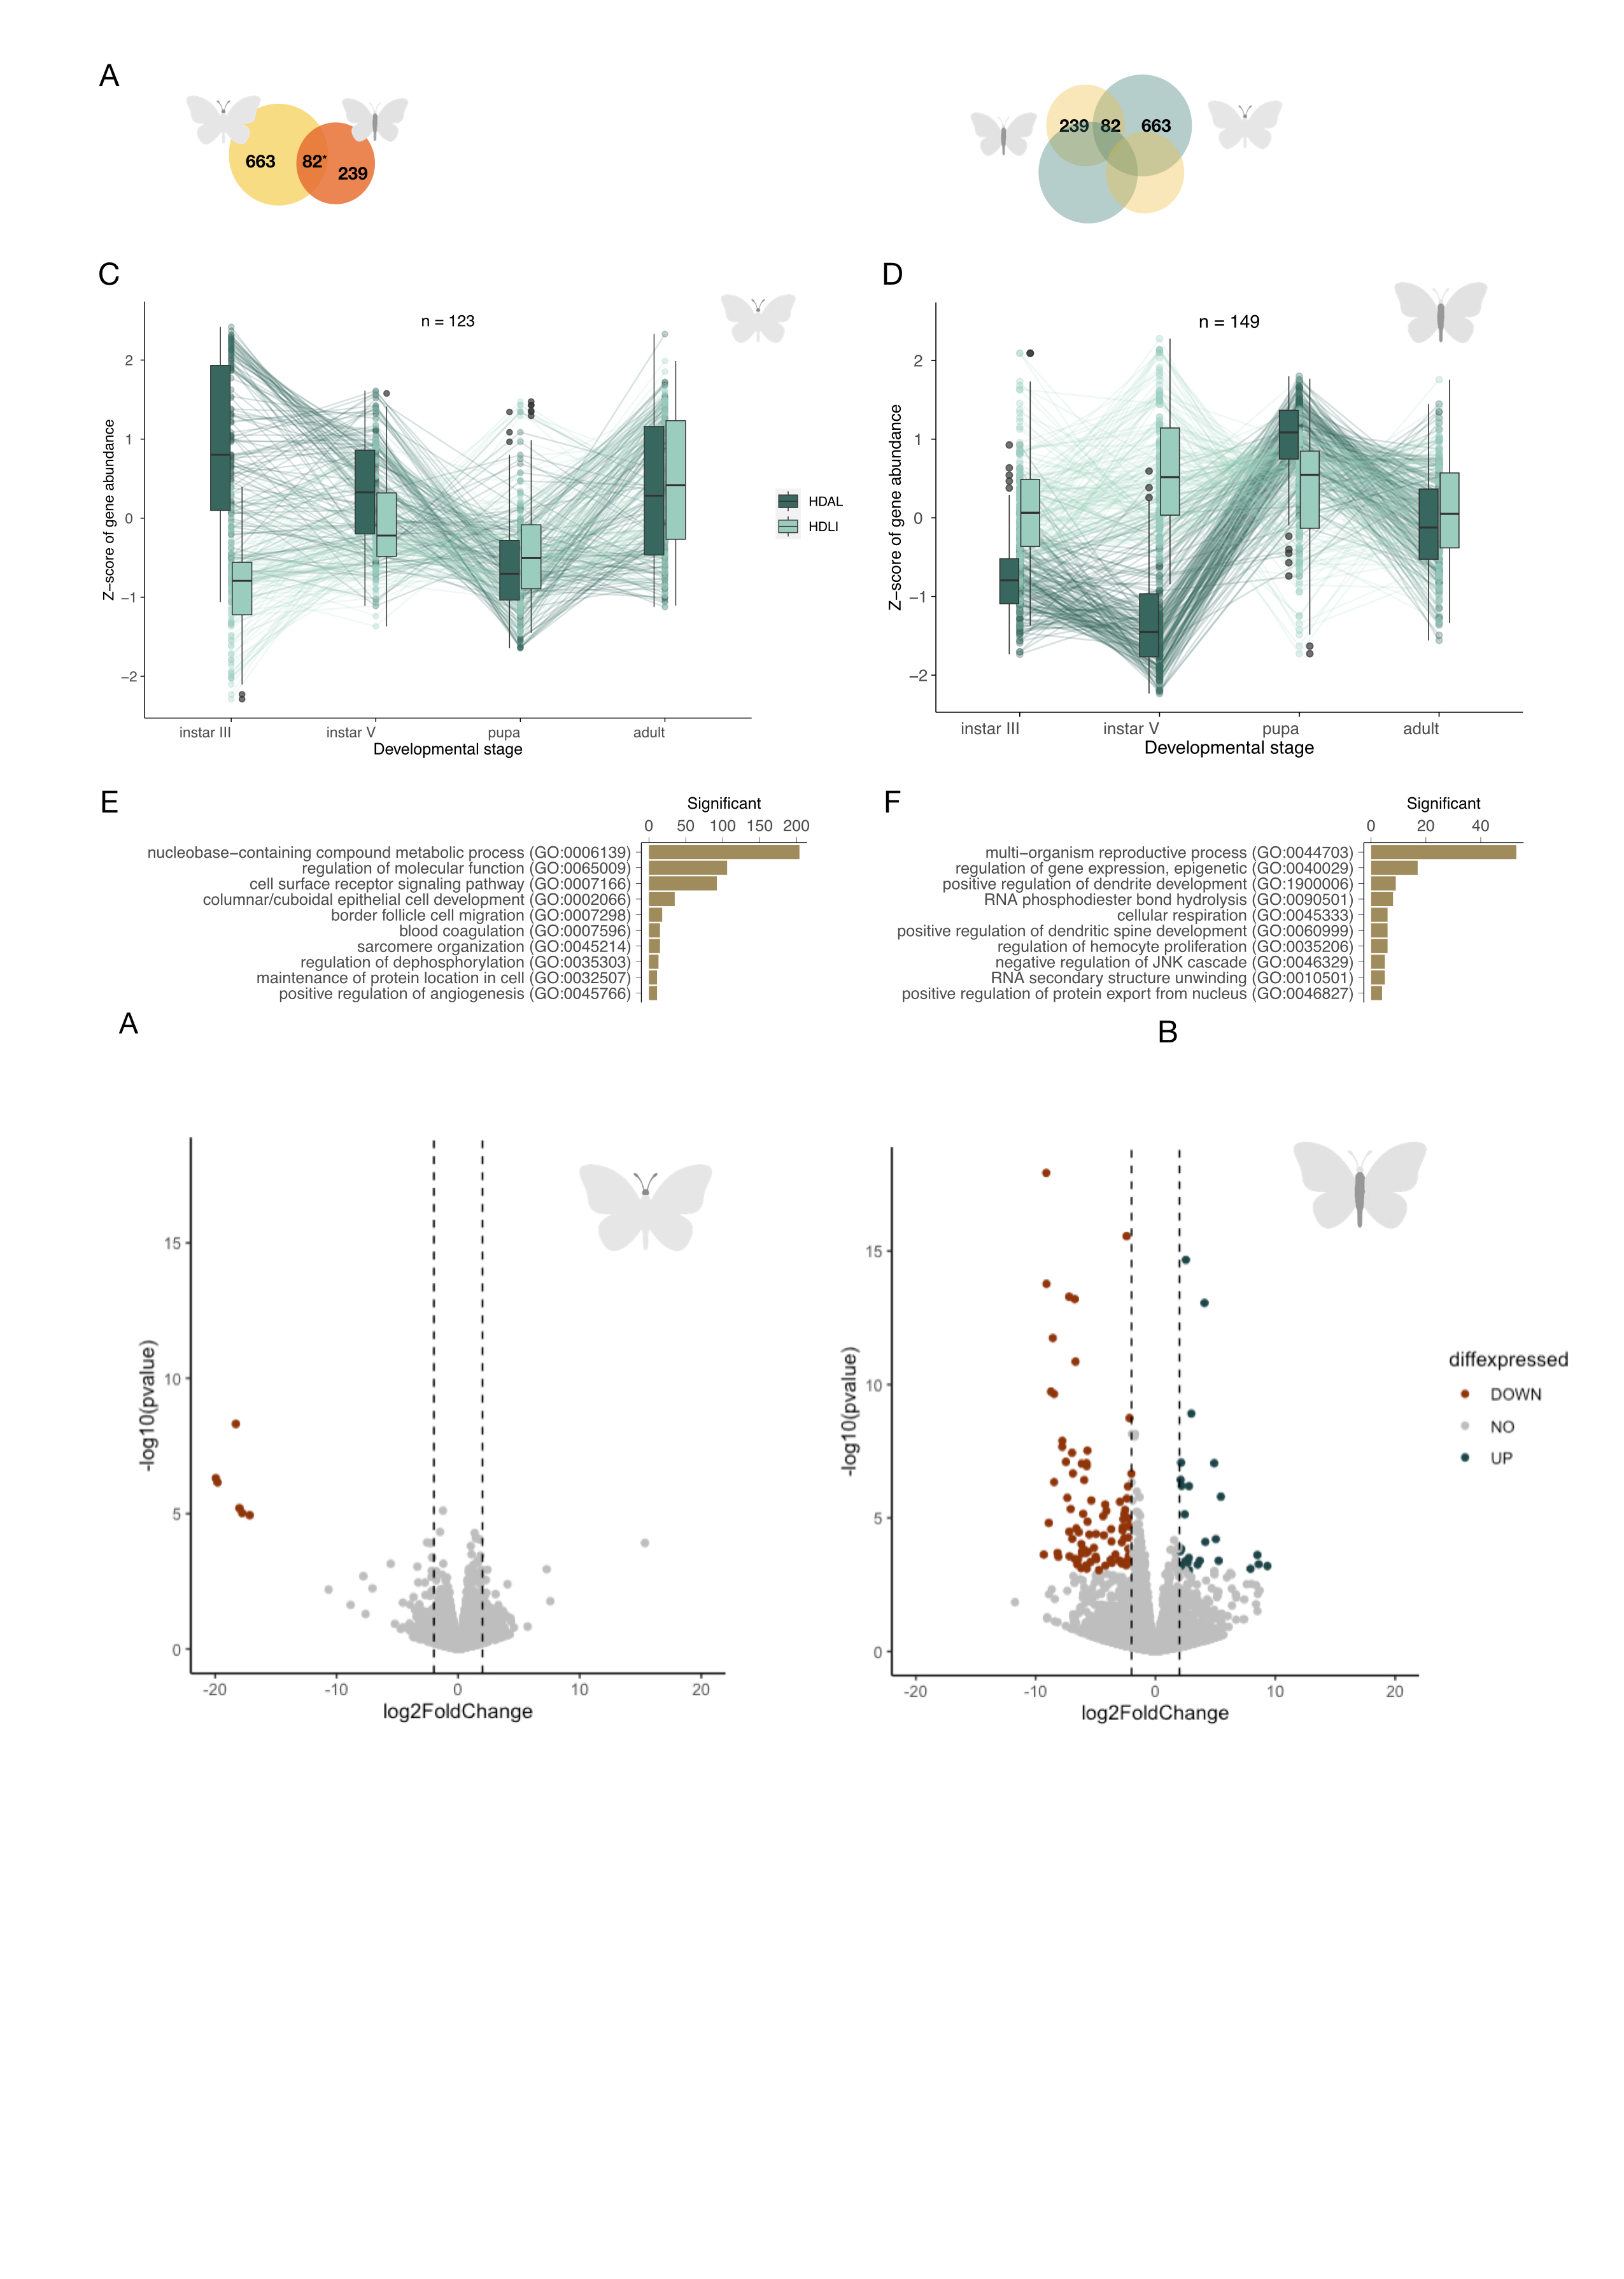 A
663 82* 239
239 82 663
C
n = 123
Z-score of gene abundance
2
1
0
−1
−2
instar III instar V pupa adult
Developmental stage
HDAL
HDLI
D
n = 149
Z-score of gene abundance
2
1
0
−1
−2
instar III instar V pupa adult
Developmental stage
E
Significant
0 50 100 150 200
nucleobase−containing compound metabolic process (GO:0006139)
regulation of molecular function (GO:0065009)
cell surface receptor signaling pathway (GO:0007166)
columnar/cuboidal epithelial cell development (GO:0002066)
border follicle cell migration (GO:0007298)
blood coagulation (GO:0007596)
sarcomere organization (GO:0045214)
regulation of dephosphorylation (GO:0035303)
maintenance of protein location in cell (GO:0032507)
positive regulation of angiogenesis (GO:0045766)
F
Significant
0 20 40
multi−organism reproductive process (GO:0044703)
regulation of gene expression, epigenetic (GO:0040029)
positive regulation of dendrite development (GO:1900006)
RNA phosphodiester bond hydrolysis (GO:0090501)
cellular respiration (GO:0045333)
positive regulation of dendritic spine development (GO:0060999)
regulation of hemocyte proliferation (GO:0035206)
negative regulation of JNK cascade (GO:0046329)
RNA secondary structure unwinding (GO:0010501)
positive regulation of protein export from nucleus (GO:0046827)
A
-log10(pvalue)
15
10
5
0
-20 -10 0 10 20
log2FoldChange
B
-log10(pvalue)
15
10
5
0
-20 -10 0 10 20
log2FoldChange
diffexpressed
DOWN
NO
UP